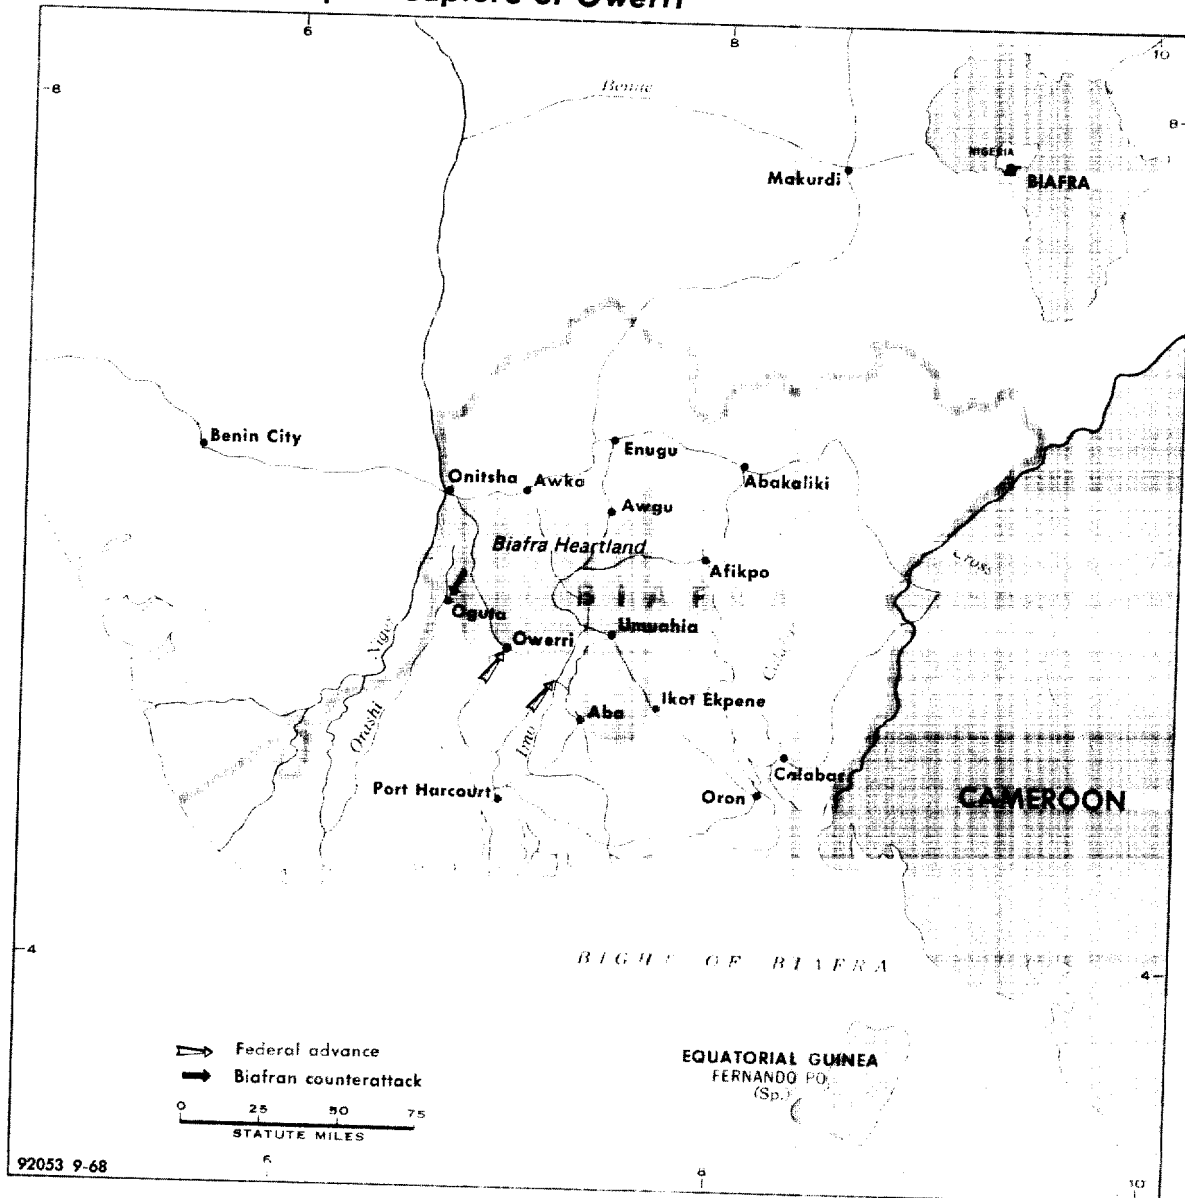 Capture of Owerri
6
8
10
8
8
Benue
Makurdi
NIGERIA
BIAFRA
Benin City
Enugu
Onitsha
Awka
Abakaliki
Awgu
Biafra Heartland
Afikpo
Cross
B I A F R A
Oguta
Umuahia
Niger
Owerri
Ikot Ekpene
Orashi
Imo
Aba
Calabar
Port Harcourt
Oron
CAMEROON
4
BIGHT OF BIAFRA
4
Federal advance
Biafran counterattack
EQUATORIAL GUINEA
FERNANDO PO
(Sp.)
0 25 50 75
STATUTE MILES
92053 9-68
6
8
10